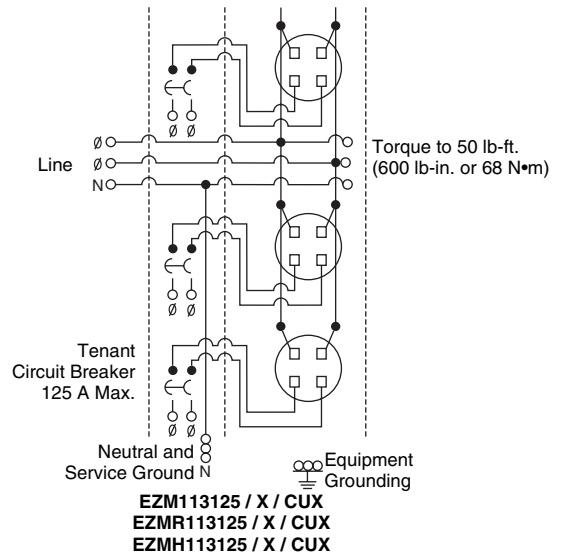 Ø Ø
Ø
Line
Ø
N
Torque to 50 lb-ft.
(600 lb-in. or 68 N•m)
Ø Ø
Tenant
Circuit Breaker
125 A Max.
Ø Ø
Neutral and
Service Ground N
Equipment
Grounding
EZM113125 / X / CUX
EZMR113125 / X / CUX
EZMH113125 / X / CUX